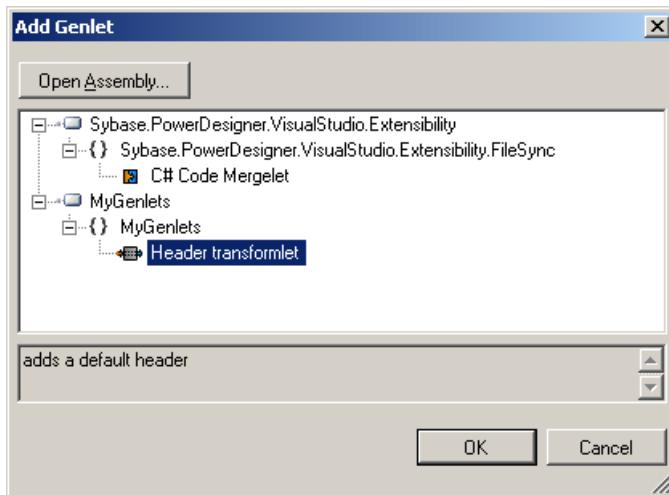 Add Genlet
Open Assembly...
Sybase.PowerDesigner.VisualStudio.Extensibility
{} Sybase.PowerDesigner.VisualStudio.Extensibility.FileSync
C# Code Mergelet
MyGenlets
{} MyGenlets
Header transformlet
adds a default header
OK Cancel